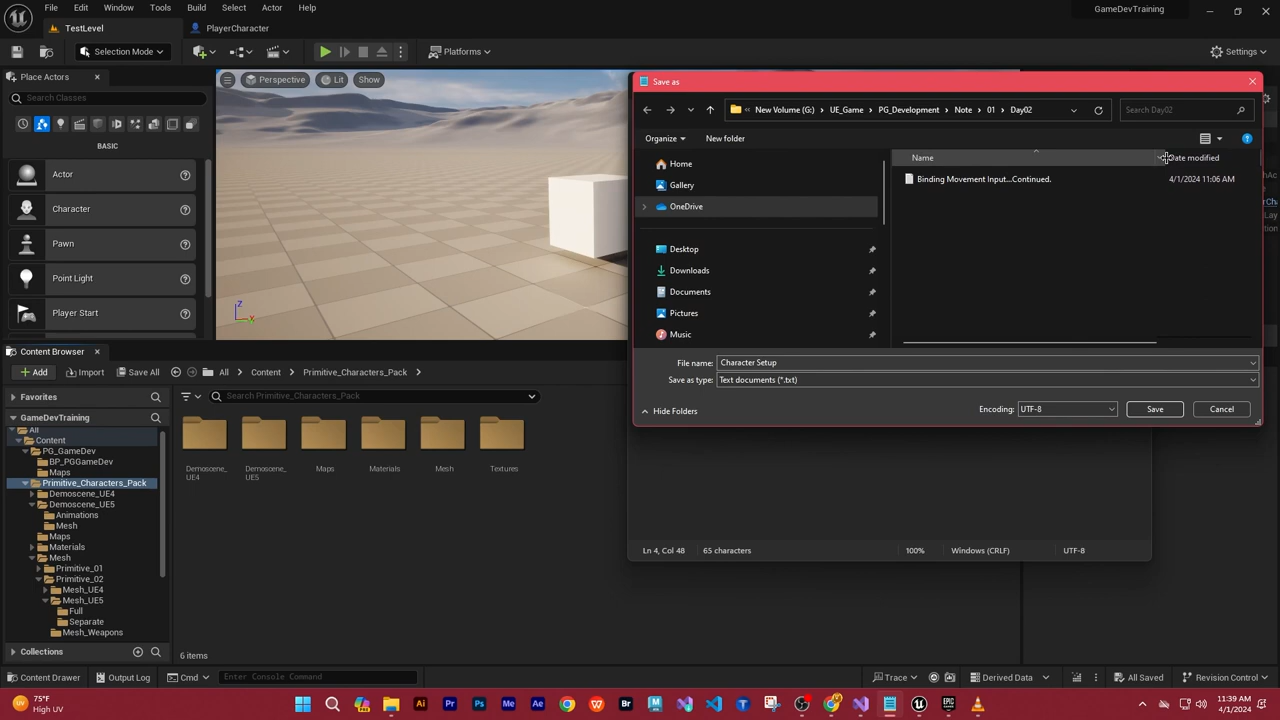 File Edit Window Tools Build Select Actor Help
GameDevTraining
TestLevel
PlayerCharacter
Selection Mode
Platforms
Settings
Place Actors
Search Classes
BASIC
Actor
Character
Pawn
Point Light
Player Start
Perspective Lit Show
Save as
New Volume (G:) UE_Game PG_Development Note 01 Day02
Search Day02
Organize New folder
Home
Gallery
OneDrive
Desktop
Downloads
Documents
Pictures
Music
Name Date modified
Binding Movement Input...Continued. 4/1/2024 11:06 AM
File name: Character Setup
Save as type: Text documents (*.txt)
Hide Folders
Encoding: UTF-8 Save Cancel
Ln 4, Col 48 65 characters 100% Windows (CRLF) UTF-8
Content Browser
Add Import Save All All Content Primitive_Characters_Pack
Favorites
Search Primitive_Characters_Pack
GameDevTraining
All
Content
PG_GameDev
BP_PGGameDev
Maps
Primitive_Characters_Pack
Demoscene_UE4
Demoscene_UE5
Animations
Mesh
Maps
Materials
Mesh
Primitive_01
Primitive_02
Mesh_UE4
Mesh_UE5
Full
Separate
Mesh_Weapons
Collections
Demoscene_
UE4
Demoscene_
UE5
Maps
Materials
Mesh
Textures
6 items
Content Drawer Output Log Cmd Enter Console Command
Trace Derived Data All Saved Revision Control
75°F
High UV
11:39 AM
4/1/2024